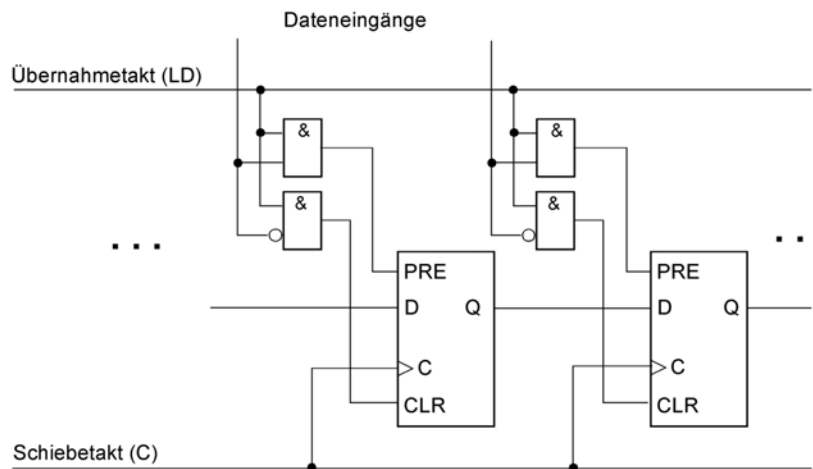 Dateneingänge
Übernahmetakt (LD)
&
&
&
&
PRE
D
Q
C
CLR
PRE
D
Q
C
CLR
Schiebetakt (C)